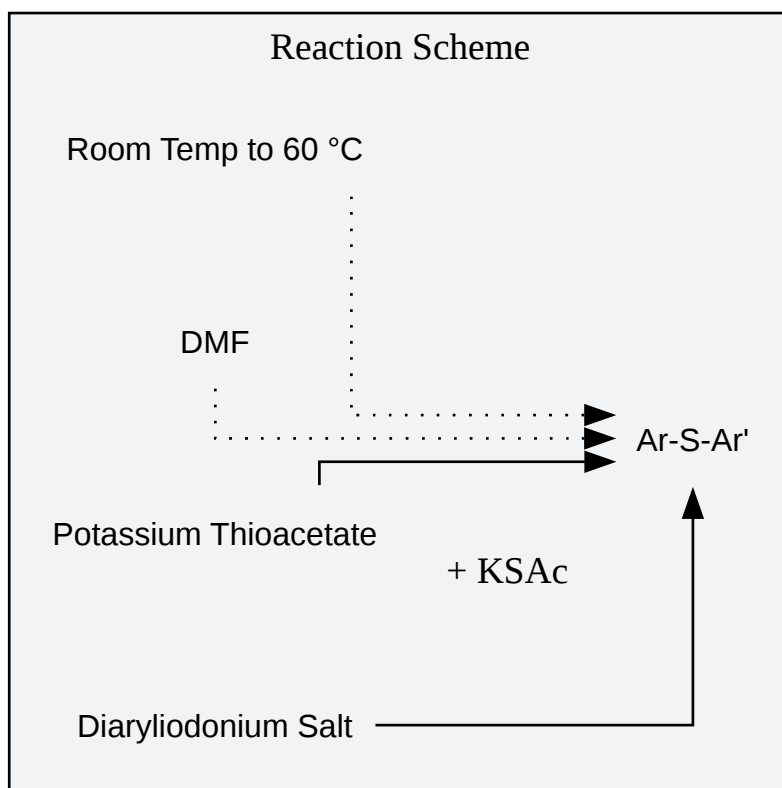 Reaction Scheme
Room Temp to 60 °C
DMF
Ar-S-Ar'
Potassium Thioacetate
+ KSAc
Diaryliodonium Salt